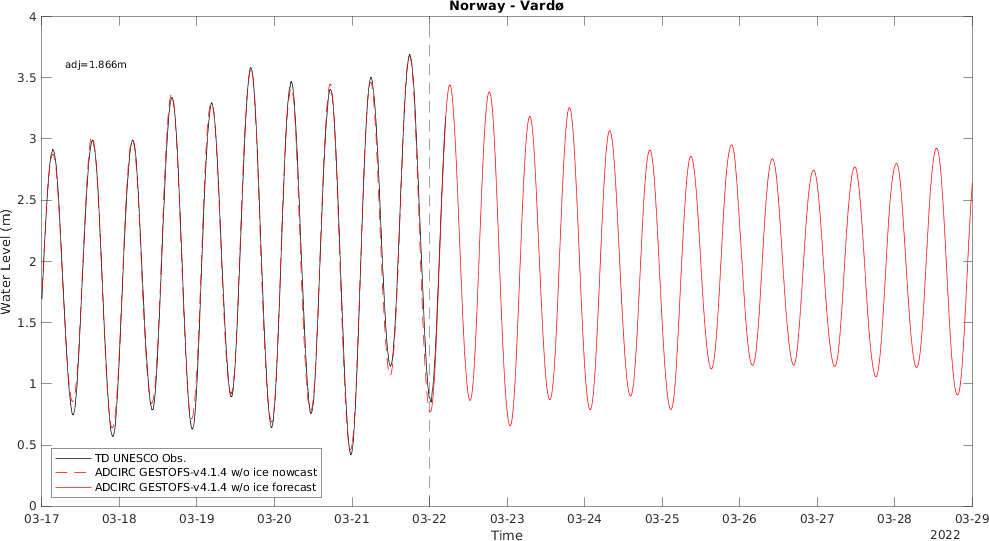 Norway - Vardø
adj=1.866m
Water Level (m)
4
3.5
3
2.5
2
1.5
1
0.5
0
TD UNESCO Obs.
ADCIRC GESTOFS-v4.1.4 w/o ice nowcast
ADCIRC GESTOFS-v4.1.4 w/o ice forecast
03-17 03-18 03-19 03-20 03-21 03-22 03-23 03-24 03-25 03-26 03-27 03-28 03-29
Time
2022